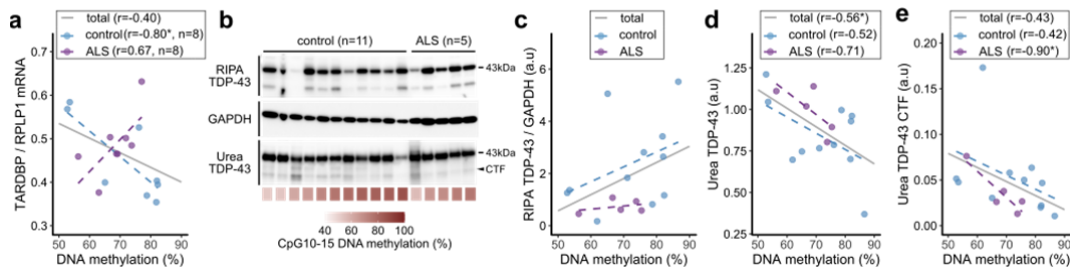 a
total (r=-0.40)
control(r=-0.80*, n=8)
ALS (r=0.67, n=8)
TARDBP / RPLP1 mRNA
0.7
0.6
0.5
0.4
0.3
50 60 70 80 90
DNA methylation (%)
b
control (n=11) ALS (n=5)
RIPA
TDP-43
43kDa
GAPDH
Urea
TDP-43
43kDa
CTF
40 60 80 100
CpG10-15 DNA methylation (%)
c
total
control
ALS
RIPA TDP-43 / GAPDH (a.u)
6
4
2
0
50 60 70 80 90
DNA methylation (%)
d
total (r=-0.56*)
control (r=-0.52)
ALS (r=-0.71)
Urea TDP-43 (a.u)
1.25
1.00
0.75
0.50
0.25
0.00
50 60 70 80 90
DNA methylation (%)
e
total (r=-0.43)
control (r=-0.42)
ALS (r=-0.90*)
Urea TDP-43 CTF (a.u)
0.20
0.15
0.10
0.05
0.00
50 60 70 80 90
DNA methylation (%)